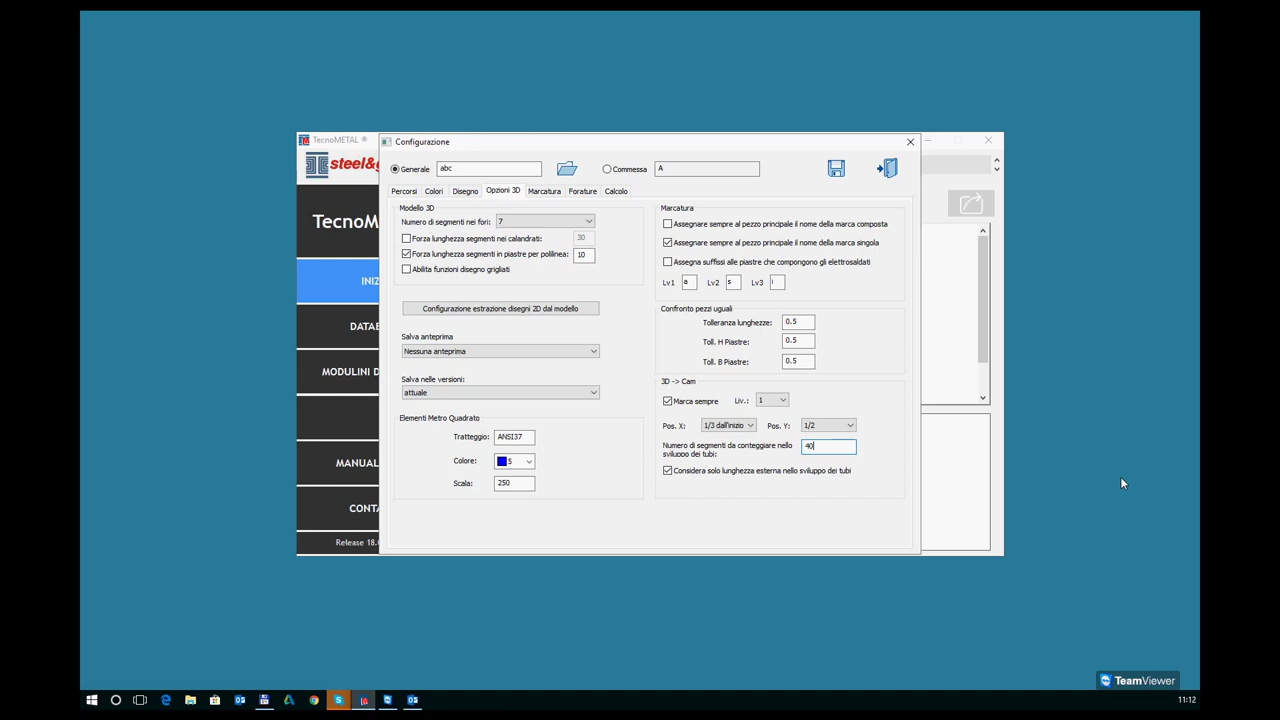 TecnoMETAL ®
Configurazione
steel&g
Generale
abc
Commessa
A
Percorsi
Colori
Disegno
Opzioni 3D
Marcatura
Forature
Calcolo
TecnoM
INIZ
DATAE
MODULINI D
MANUAL
CONTA
Release 18.
Modello 3D
Numero di segmenti nei fori:
7
Forza lunghezza segmenti nei calandrati:
30
Forza lunghezza segmenti in piastre per polilinea:
10
Abilita funzioni disegno grigliati
Configurazione estrazione disegni 2D dal modello
Salva anteprima
Nessuna anteprima
Salva nelle versioni:
attuale
Elementi Metro Quadrato
Tratteggio:
ANSI37
Colore:
5
Scala:
250
Marcatura
Assegnare sempre al pezzo principale il nome della marca composta
Assegnare sempre al pezzo principale il nome della marca singola
Assegna suffissi alle piastre che compongono gli elettrosaldati
Lv1 a Lv2 s Lv3 i
Confronto pezzi uguali
Tolleranza lunghezze:
0.5
Toll. H Piastre:
0.5
Toll. B Piastre:
0.5
3D -> Cam
Marca sempre
Liv.:
1
Pos. X:
1/3 dall'inizio
Pos. Y:
1/2
Numero di segmenti da conteggiare nello
sviluppo dei tubi:
40
Considera solo lunghezza esterna nello sviluppo dei tubi
TeamViewer
11:12